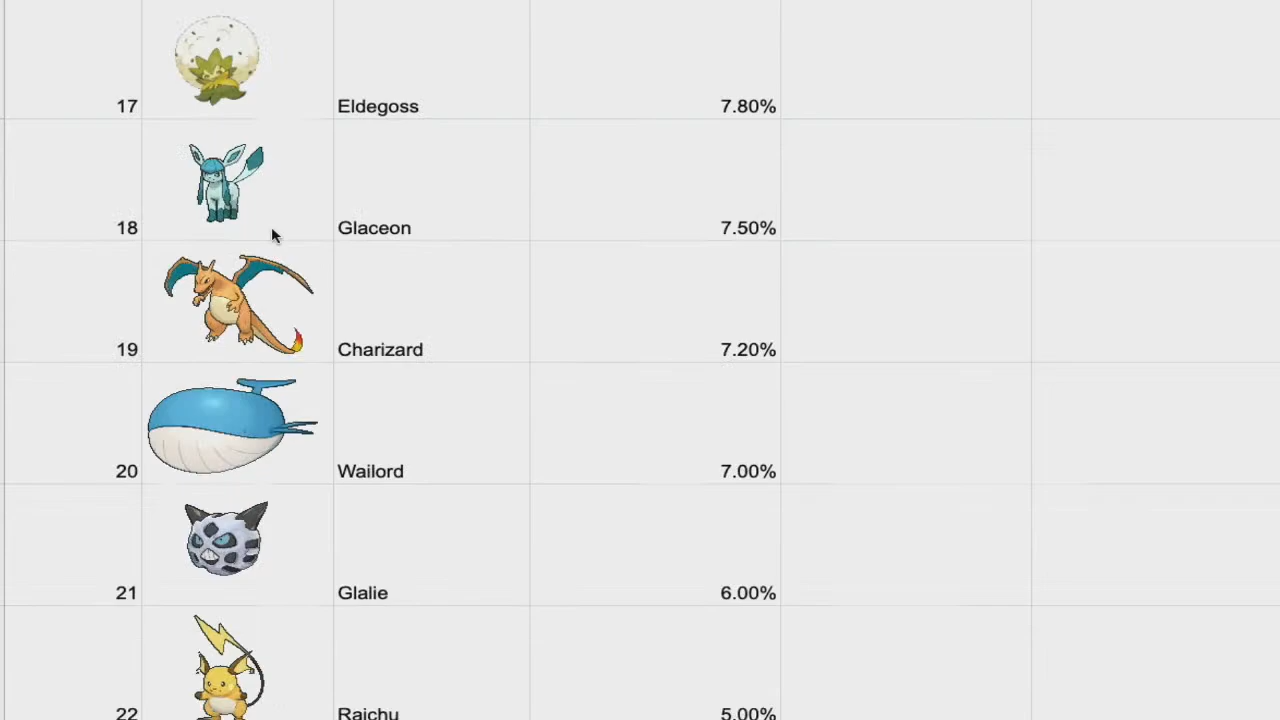 17 Eldegoss 7.80%
18 Glaceon 7.50%
19 Charizard 7.20%
20 Wailord 7.00%
21 Glalie 6.00%
22 Raichu 5.00%